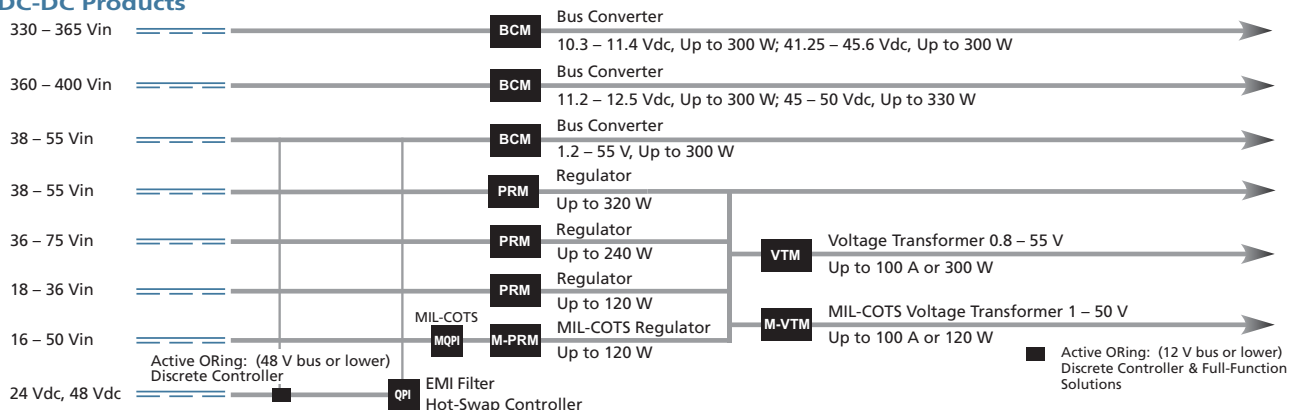 DC-DC Products
330 – 365 Vin
BCM
Bus Converter
10.3 – 11.4 Vdc, Up to 300 W; 41.25 – 45.6 Vdc, Up to 300 W
360 – 400 Vin
BCM
Bus Converter
11.2 – 12.5 Vdc, Up to 300 W; 45 – 50 Vdc, Up to 330 W
38 – 55 Vin
BCM
Bus Converter
1.2 – 55 V, Up to 300 W
38 – 55 Vin
PRM
Regulator
Up to 320 W
36 – 75 Vin
PRM
Regulator
Up to 240 W
VTM
Voltage Transformer 0.8 – 55 V
Up to 100 A or 300 W
18 – 36 Vin
PRM
Regulator
Up to 120 W
16 – 50 Vin
MIL-COTS
MQPI
M-PRM
MIL-COTS Regulator
Up to 120 W
M-VTM
MIL-COTS Voltage Transformer 1 – 50 V
Up to 100 A or 120 W
Active ORing: (48 V bus or lower)
Discrete Controller
Active ORing: (12 V bus or lower)
Discrete Controller & Full-Function
Solutions
24 Vdc, 48 Vdc
QPI
EMI Filter
Hot-Swap Controller